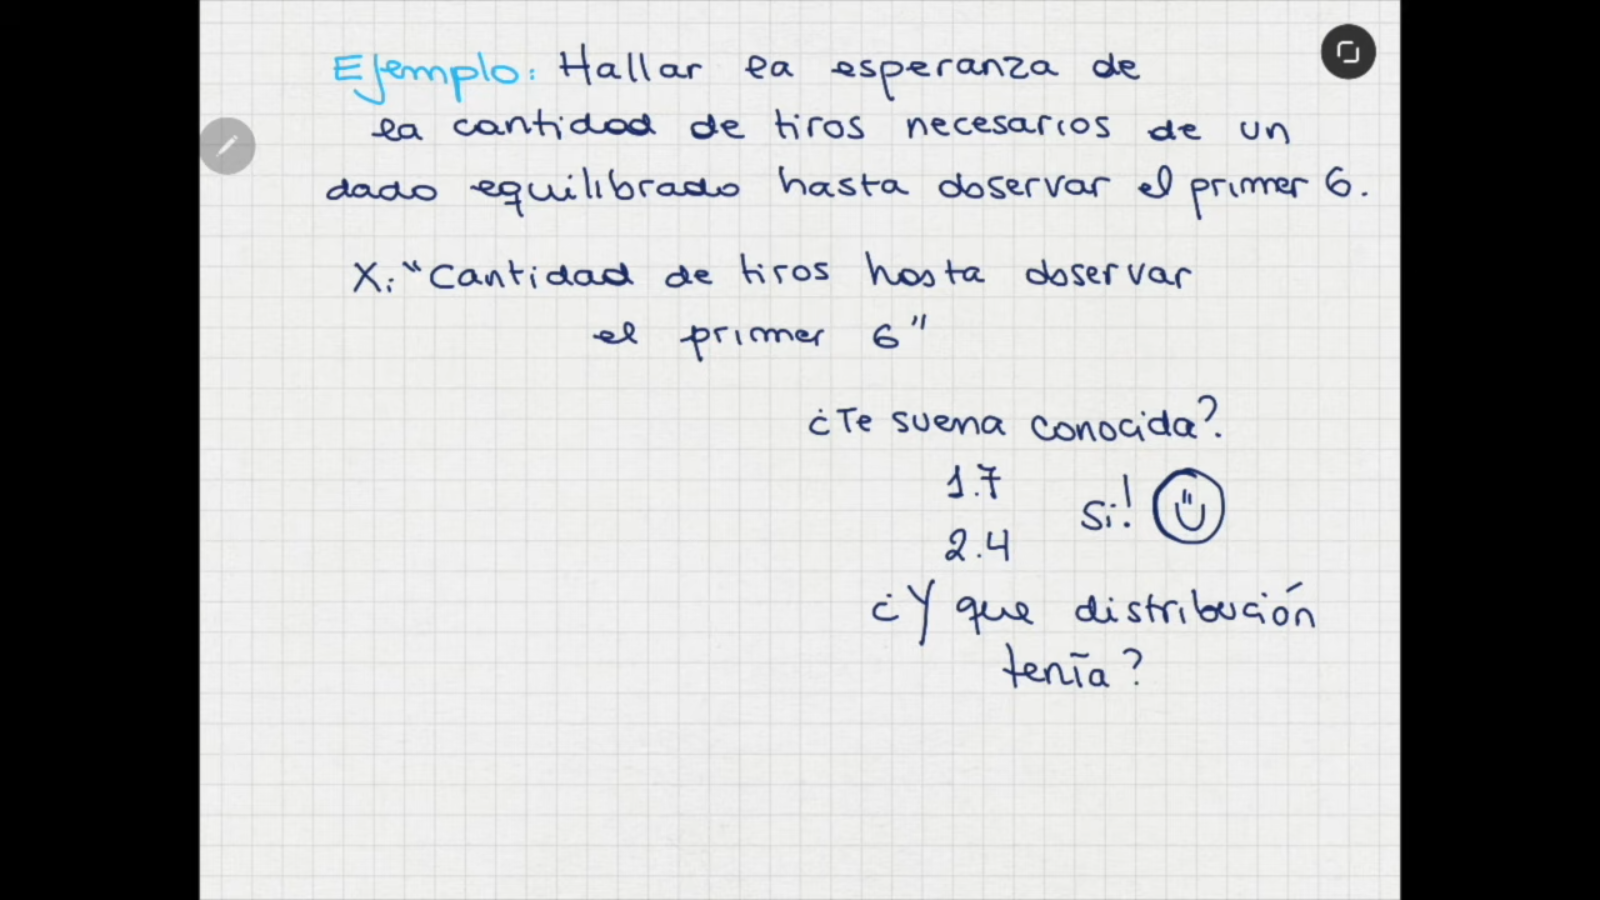 Ejemplo: Hallar la esperanza de
la cantidad de tiros necesarios de un
dado equilibrado hasta observar el primer 6.
X: "Cantidad de tiros hasta observar
el primer 6"
¿Te suena conocida?
1.7
Si!
2.4
¿Y que distribución
tenía?